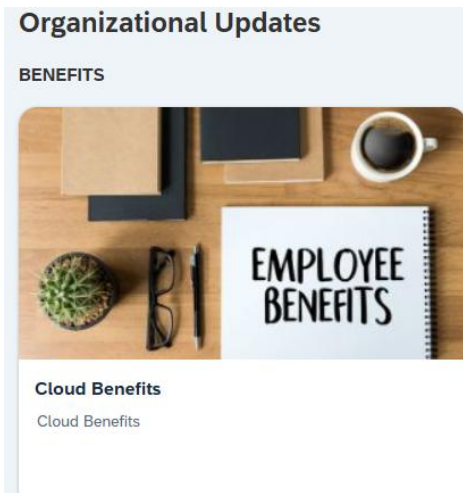 Organizational Updates
BENEFITS
EMPLOYEE
BENEFITS
Cloud Benefits
Cloud Benefits